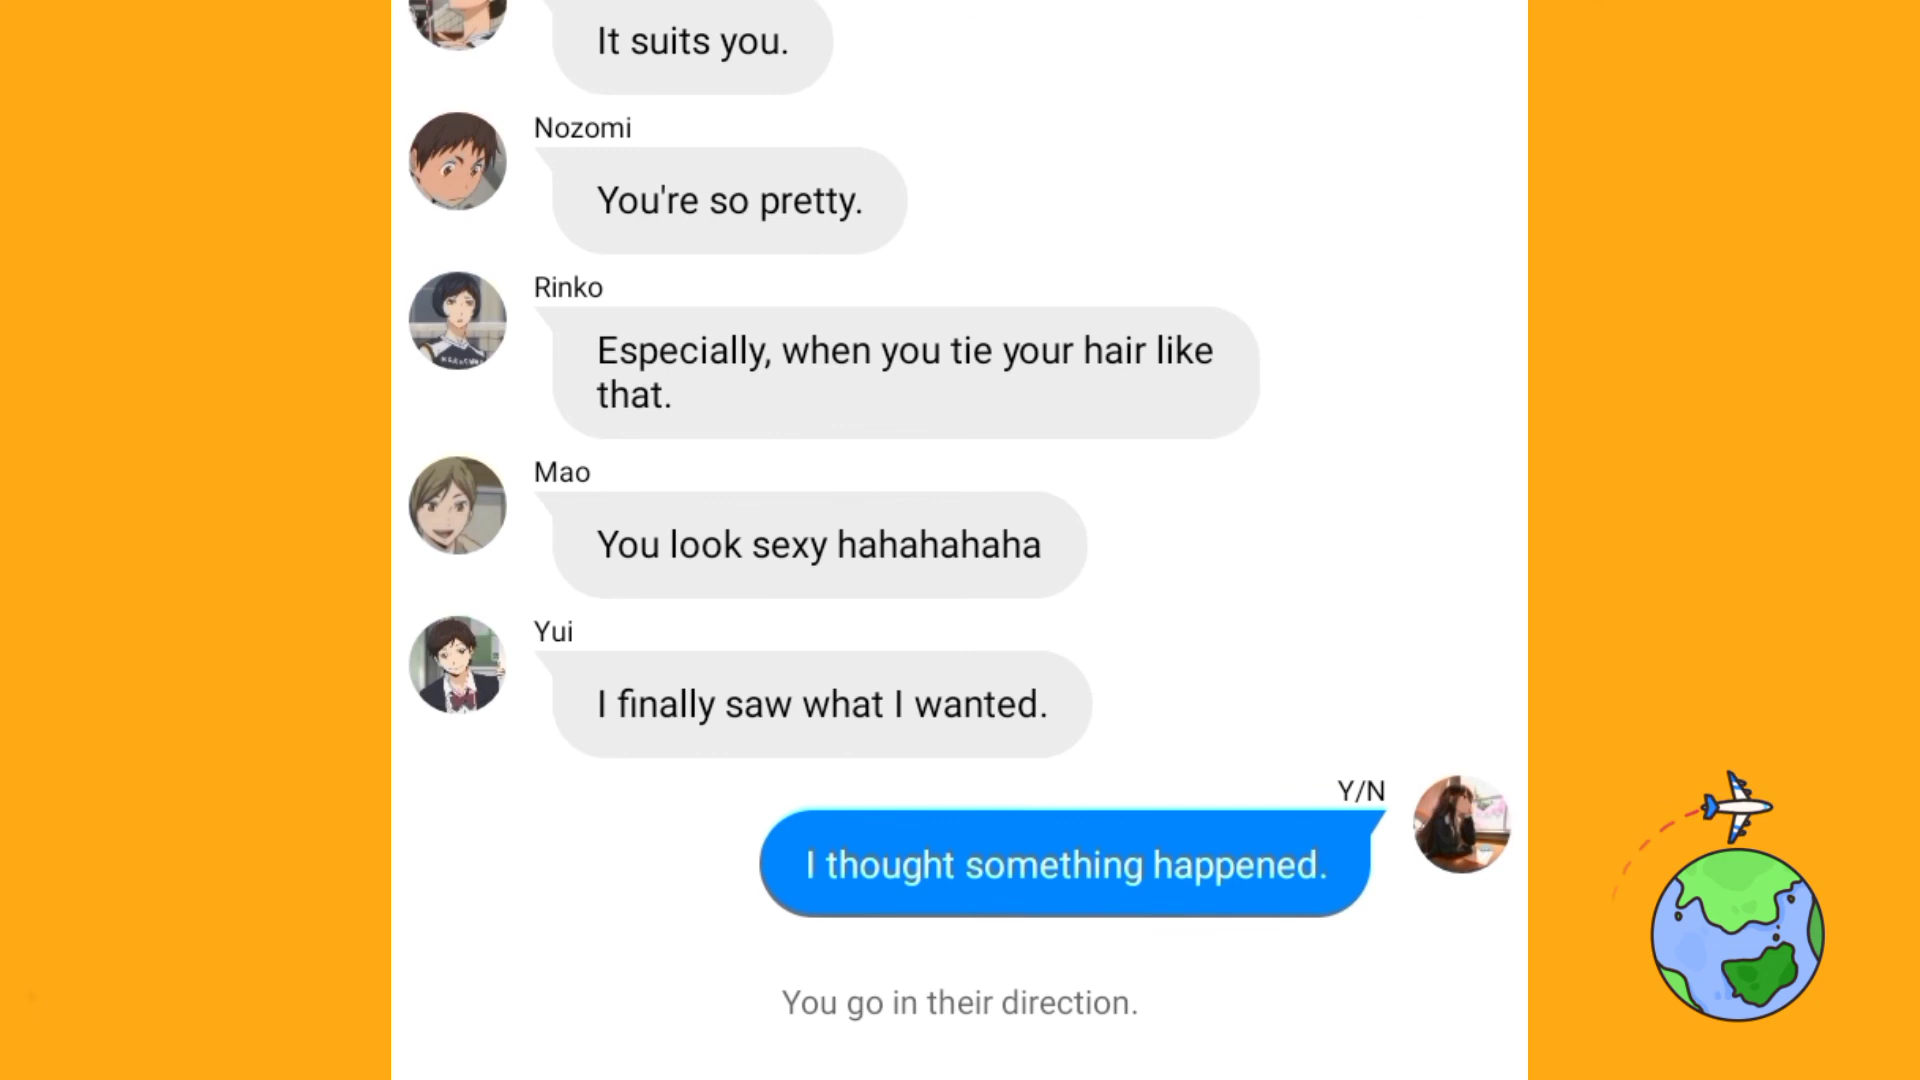 It suits you.
Nozomi
You're so pretty.
Rinko
Especially, when you tie your hair like
that.
Mao
You look sexy hahahahaha
Yui
I finally saw what I wanted.
Y/N
I thought something happened.
You go in their direction.